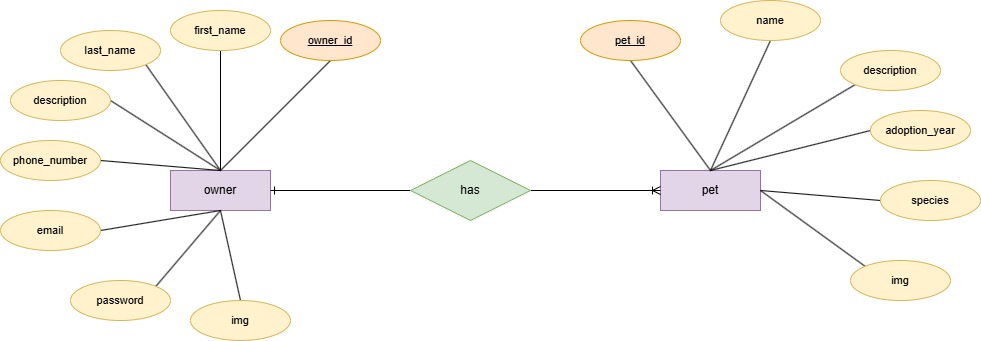 first_name
owner_id
last_name
description
phone_number
owner
email
password
img
has
pet_id
name
description
adoption_year
pet
species
img